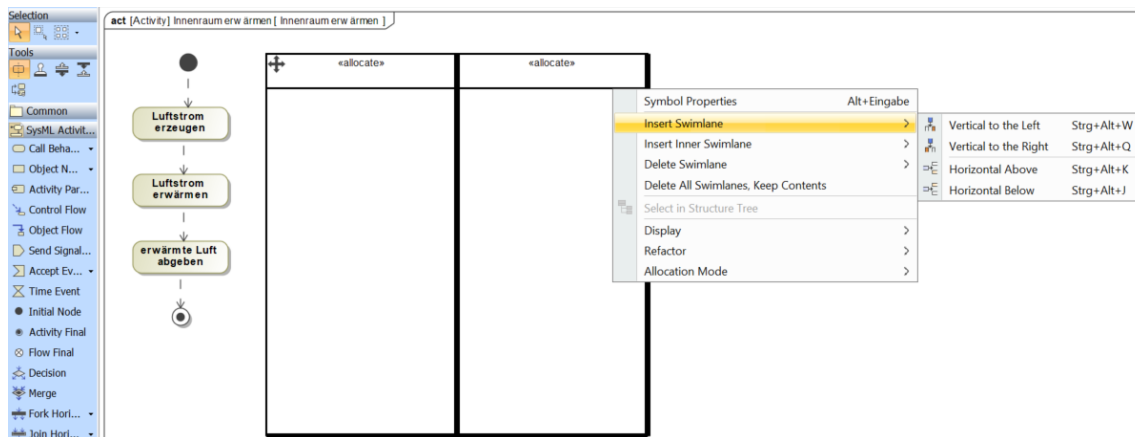 Selection
Tools
Common
SysML Activit...
Call Beha...
Object N...
Activity Par...
Control Flow
Object Flow
Send Signal...
Accept Ev...
Time Event
Initial Node
Activity Final
Flow Final
Decision
Merge
Fork Hori...
Join Hori...
act [Activity] Innenraum erw ärmen [ Innenraum erw ärmen ]
Luftstrom
erzeugen
Luftstrom
erwärmen
erwärmte Luft
abgeben
«allocate»
«allocate»
Symbol Properties Alt+Eingabe
Insert Swimlane
Insert Inner Swimlane
Delete Swimlane
Delete All Swimlanes, Keep Contents
Select in Structure Tree
Display
Refactor
Allocation Mode
Vertical to the Left Strg+Alt+W
Vertical to the Right Strg+Alt+Q
Horizontal Above Strg+Alt+K
Horizontal Below Strg+Alt+J